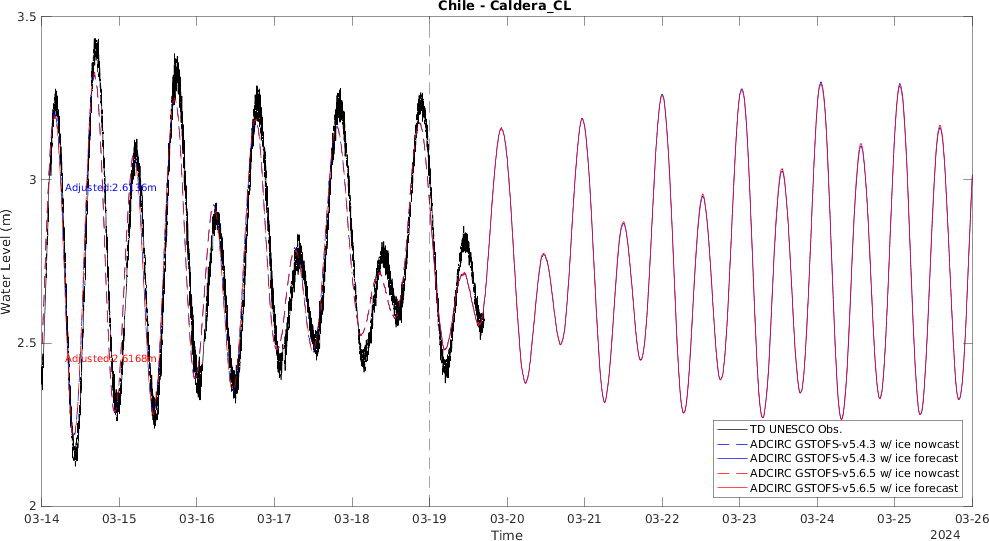 Chile - Caldera_CL
3.5
3
2.5
2
Water Level (m)
Adjusted:2.6136m
Adjusted:2.6168m
TD UNESCO Obs.
ADCIRC GSTOFS-v5.4.3 w/ ice nowcast
ADCIRC GSTOFS-v5.4.3 w/ ice forecast
ADCIRC GSTOFS-v5.6.5 w/ ice nowcast
ADCIRC GSTOFS-v5.6.5 w/ ice forecast
03-14 03-15 03-16 03-17 03-18 03-19 03-20 03-21 03-22 03-23 03-24 03-25 03-26
Time
2024